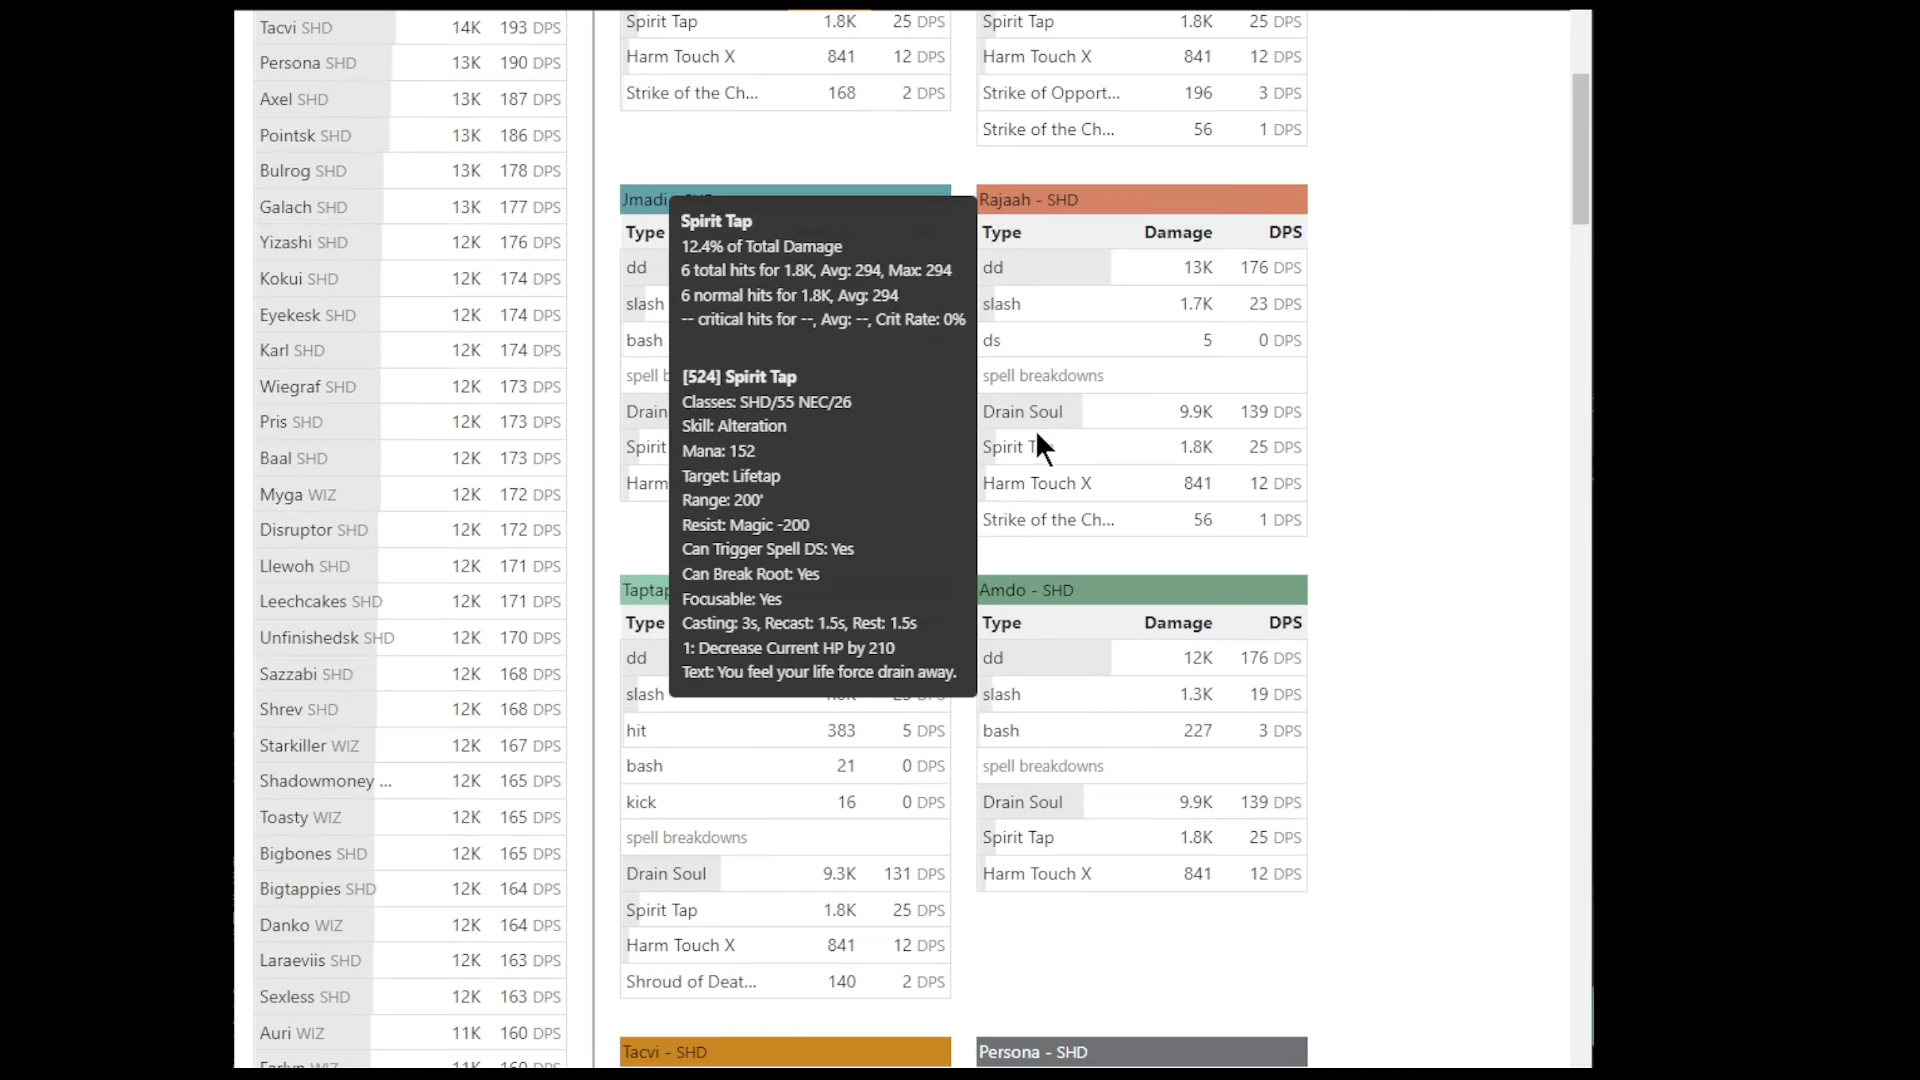 Tacvi SHD 14K 193 DPS
Persona SHD 13K 190 DPS
Axel SHD 13K 187 DPS
Pointsk SHD 13K 186 DPS
Bulrog SHD 13K 178 DPS
Galach SHD 13K 177 DPS
Yizashi SHD 12K 176 DPS
Kokui SHD 12K 174 DPS
Eyekesk SHD 12K 174 DPS
Karl SHD 12K 174 DPS
Wiegraf SHD 12K 173 DPS
Pris SHD 12K 173 DPS
Baal SHD 12K 173 DPS
Myga WIZ 12K 172 DPS
Disruptor SHD 12K 172 DPS
Llewoh SHD 12K 171 DPS
Leechcakes SHD 12K 171 DPS
Unfinishedsk SHD 12K 170 DPS
Sazzabi SHD 12K 168 DPS
Shrev SHD 12K 168 DPS
Starkiller WIZ 12K 167 DPS
Shadowmoney ... 12K 165 DPS
Toasty WIZ 12K 165 DPS
Bigbones SHD 12K 165 DPS
Bigtappies SHD 12K 164 DPS
Danko WIZ 12K 164 DPS
Laraeviis SHD 12K 163 DPS
Sexless SHD 12K 163 DPS
Auri WIZ 11K 160 DPS
Spirit Tap 1.8K 25 DPS
Harm Touch X 841 12 DPS
Strike of the Ch... 168 2 DPS
Spirit Tap 1.8K 25 DPS
Harm Touch X 841 12 DPS
Strike of Opport... 196 3 DPS
Strike of the Ch... 56 1 DPS
Type
dd
slash
bash
spell
Drain
Spirit
Harm
Spirit Tap
12.4% of Total Damage
6 total hits for 1.8K, Avg: 294, Max: 294
6 normal hits for 1.8K, Avg: 294
-- critical hits for --, Avg: --, Crit Rate: 0%
[524] Spirit Tap
Classes: SHD/55 NEC/26
Skill: Alteration
Mana: 152
Target: Lifetap
Range: 200'
Resist: Magic -200
Can Trigger Spell DS: Yes
Can Break Root: Yes
Focusable: Yes
Casting: 3s, Recast: 1.5s, Rest: 1.5s
1: Decrease Current HP by 210
Text: You feel your life force drain away.
Rajaah - SHD
Type Damage DPS
dd 13K 176 DPS
slash 1.7K 23 DPS
ds 5 0 DPS
spell breakdowns
Drain Soul 9.9K 139 DPS
Spirit 1.8K 25 DPS
Harm Touch X 841 12 DPS
Strike of the Ch... 56 1 DPS
Type
dd
slash
hit 383 5 DPS
bash 21 0 DPS
kick 16 0 DPS
spell breakdowns
Drain Soul 9.3K 131 DPS
Spirit Tap 1.8K 25 DPS
Harm Touch X 841 12 DPS
Shroud of Deat... 140 2 DPS
Amdo - SHD
Type Damage DPS
dd 12K 176 DPS
slash 1.3K 19 DPS
bash 227 3 DPS
spell breakdowns
Drain Soul 9.9K 139 DPS
Spirit Tap 1.8K 25 DPS
Harm Touch X 841 12 DPS
Tacvi - SHD
Persona - SHD